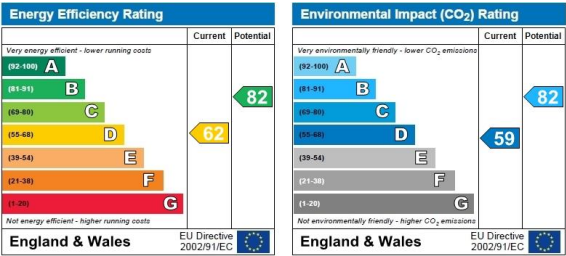 Energy Efficiency Rating
Current Potential
Very energy efficient - lower running costs
(92-100) A
(81-91) B
82
(69-80) C
(55-68) D
62
(39-54) E
(21-38) F
(1-20) G
Not energy efficient - higher running costs
England & Wales
EU Directive
2002/91/EC
Environmental Impact (CO₂) Rating
Current Potential
Very environmentally friendly - lower CO₂ emissions
(92-100) A
(81-91) B
82
(69-80) C
(55-68) D
59
(39-54) E
(21-38) F
(1-20) G
Not environmentally friendly - higher CO₂ emissions
England & Wales
EU Directive
2002/91/EC